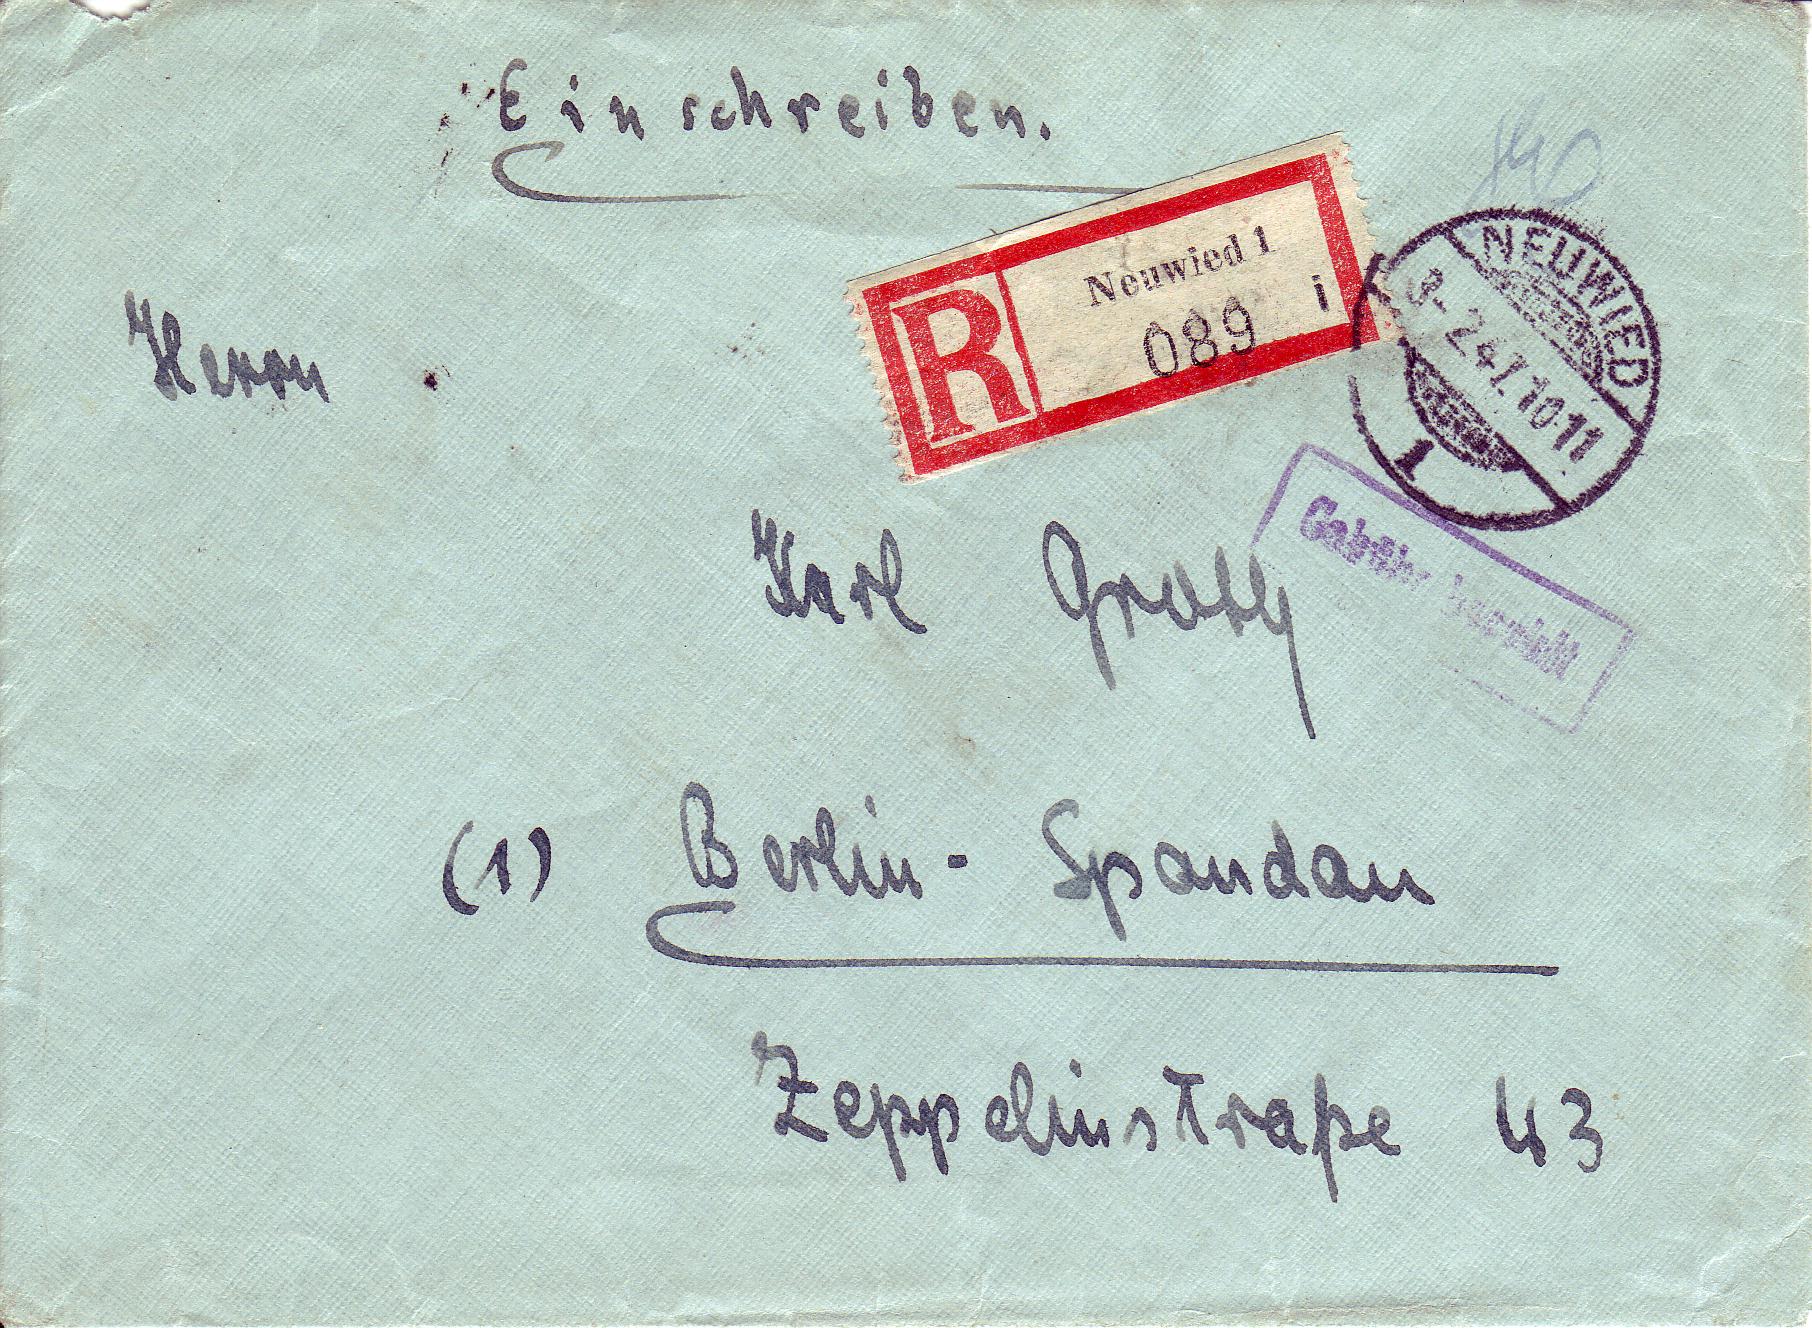 Einschreiben.
R
Neuwied 1
089
i
NEUWIED
3.-2.47.10-11
1
Gebühr bezahlt
Herrn
Karl Groth
(1) Berlin-Spandau
Zeppelinstraße 43